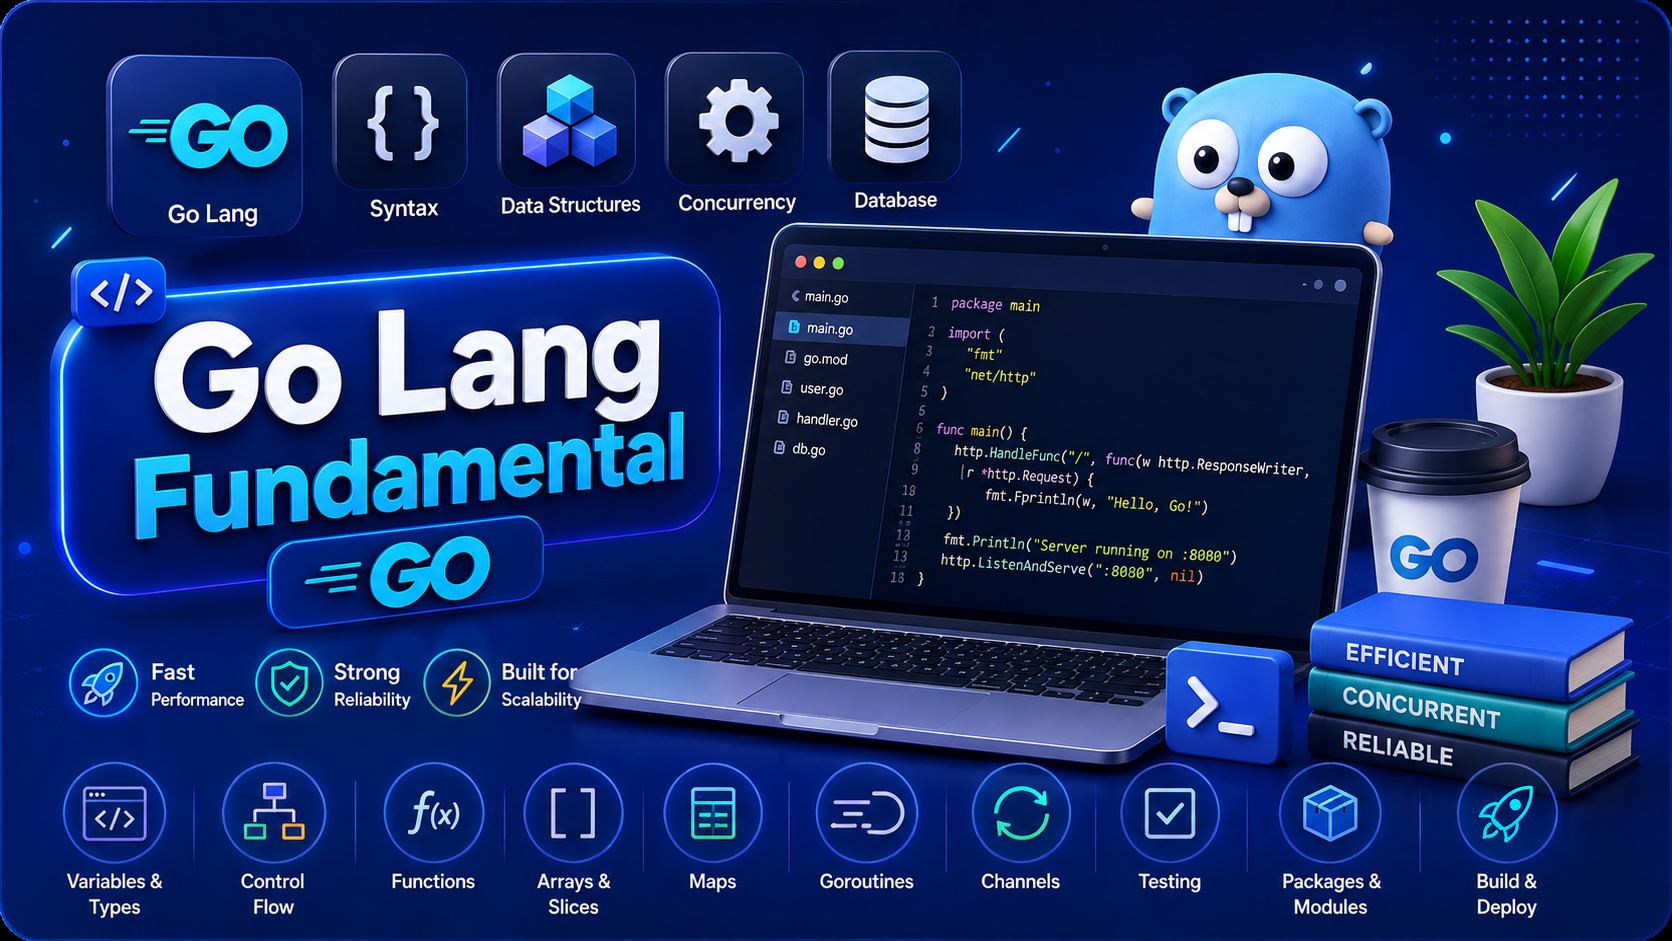 GO
Go Lang
{ }
Syntax
Data Structures
Concurrency
Database
</>
Go Lang
Fundamental
GO
Fast
Performance
Strong
Reliability
Built for
Scalability
main.go
main.go
go.mod
user.go
handler.go
db.go
1 package main
2 import (
3 "fmt"
4 "net/http"
5 )
6
6 func main() {
8 http.HandleFunc("/", func(w http.ResponseWriter,
9 r *http.Request) {
10 fmt.Fprintln(w, "Hello, Go!")
11 })
12 fmt.Println("Server running on :8080")
13 http.ListenAndServe(":8080", nil)
13 }
GO
>_
EFFICIENT
CONCURRENT
RELIABLE
</>
Variables &
Types
Control
Flow
f(x)
Functions
[ ]
Arrays &
Slices
Maps
Goroutines
Channels
Testing
Packages &
Modules
Build &
Deploy